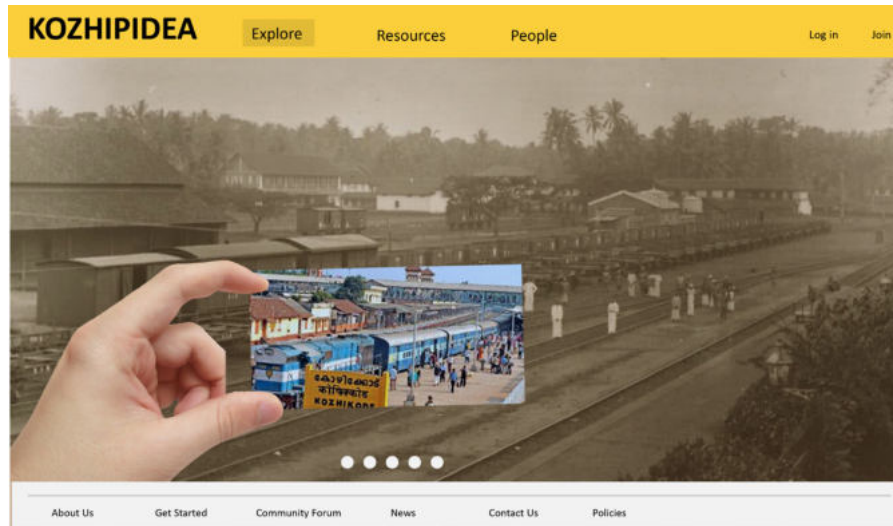 KOZHIPIDEA Explore Resources People Log in Join
കോഴിക്കോട്
कोषिक्कोड
KOZHIKODE
About Us Get Started Community Forum News Contact Us Policies